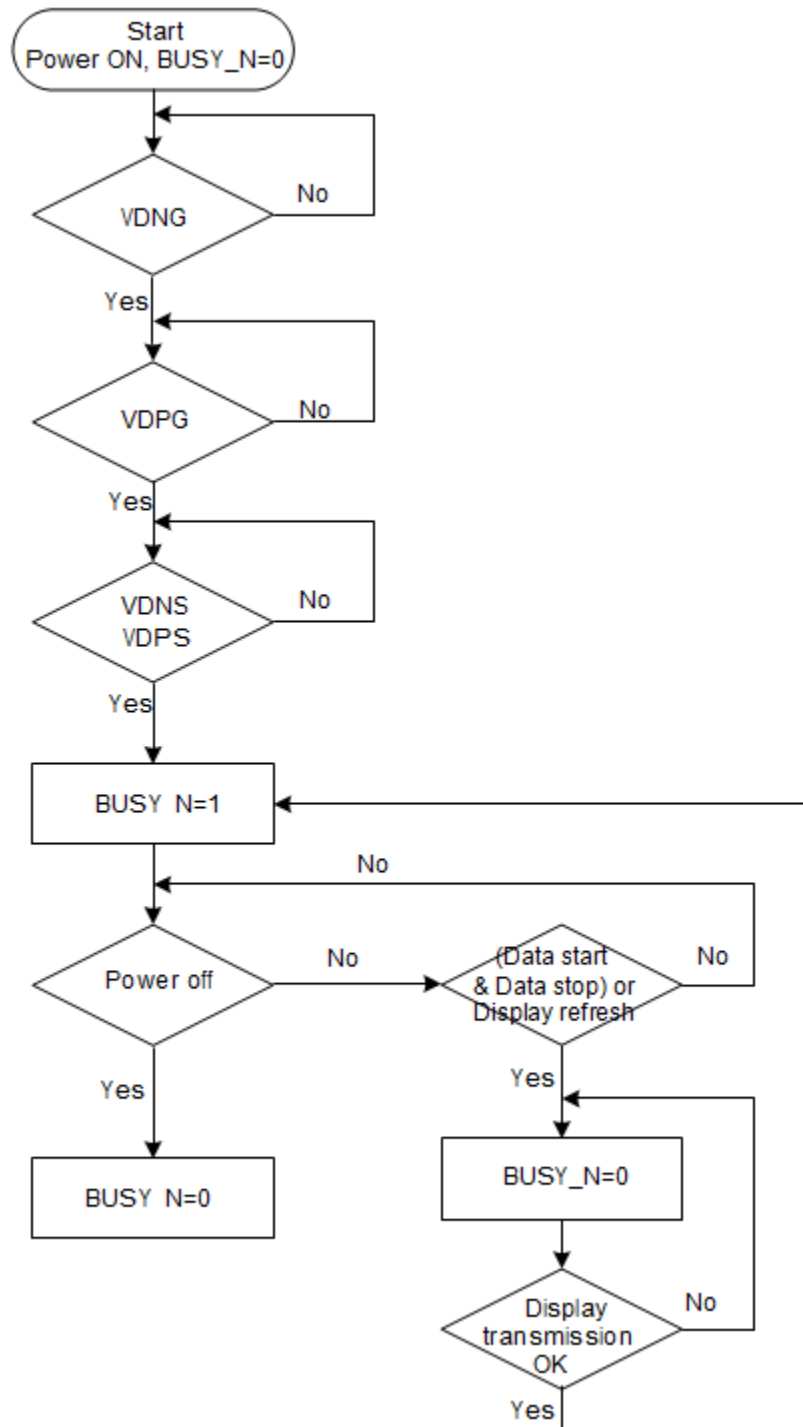 Start
Power ON, BUSY_N=0
No
VDNG
Yes
No
VDPG
Yes
No
VDNS
VDPS
Yes
BUSY N=1
No
Power off
No
(Data start
& Data stop) or
Display refresh
No
Yes
Yes
BUSY N=0
BUSY_N=0
Display
transmission
OK
No
Yes